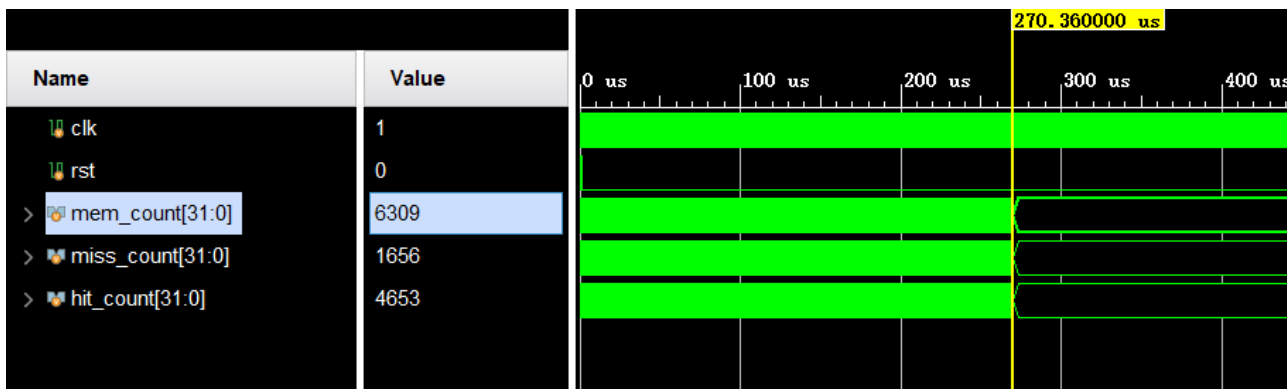 270.360000 us
Name Value 0 us 100 us 200 us 300 us 400 us
clk 1
rst 0
mem_count[31:0] 6309
miss_count[31:0] 1656
hit_count[31:0] 4653